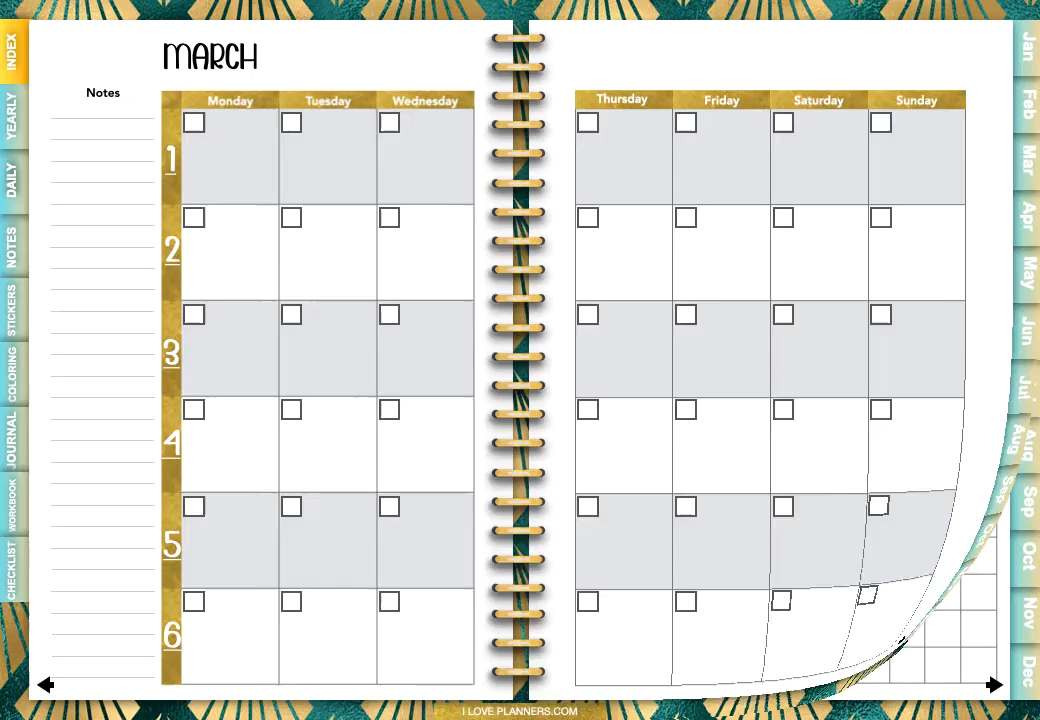 MARCH
INDEX
YEARLY
DAILY
NOTES
STICKERS
COLORING
JOURNAL
WORKBOOK
CHECKLIST
Notes
Monday Tuesday Wednesday
Thursday Friday Saturday Sunday
1
2
3
4
5
6
Jan
Feb
Mar
Apr
May
Jun
Jul
Aug
Aug
Sep
Sep
Oct
Nov
Dec
I LOVE PLANNERS.COM